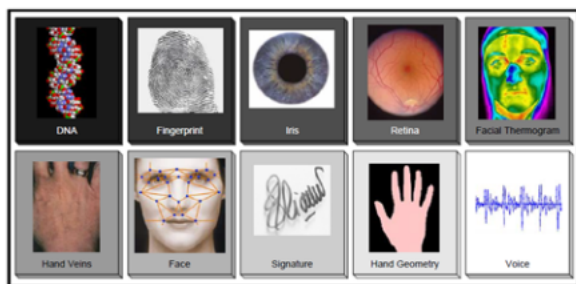 DNA
Fingerprint
Iris
Retina
Facial Thermogram
Hand Veins
Face
Signature
Hand Geometry
Voice